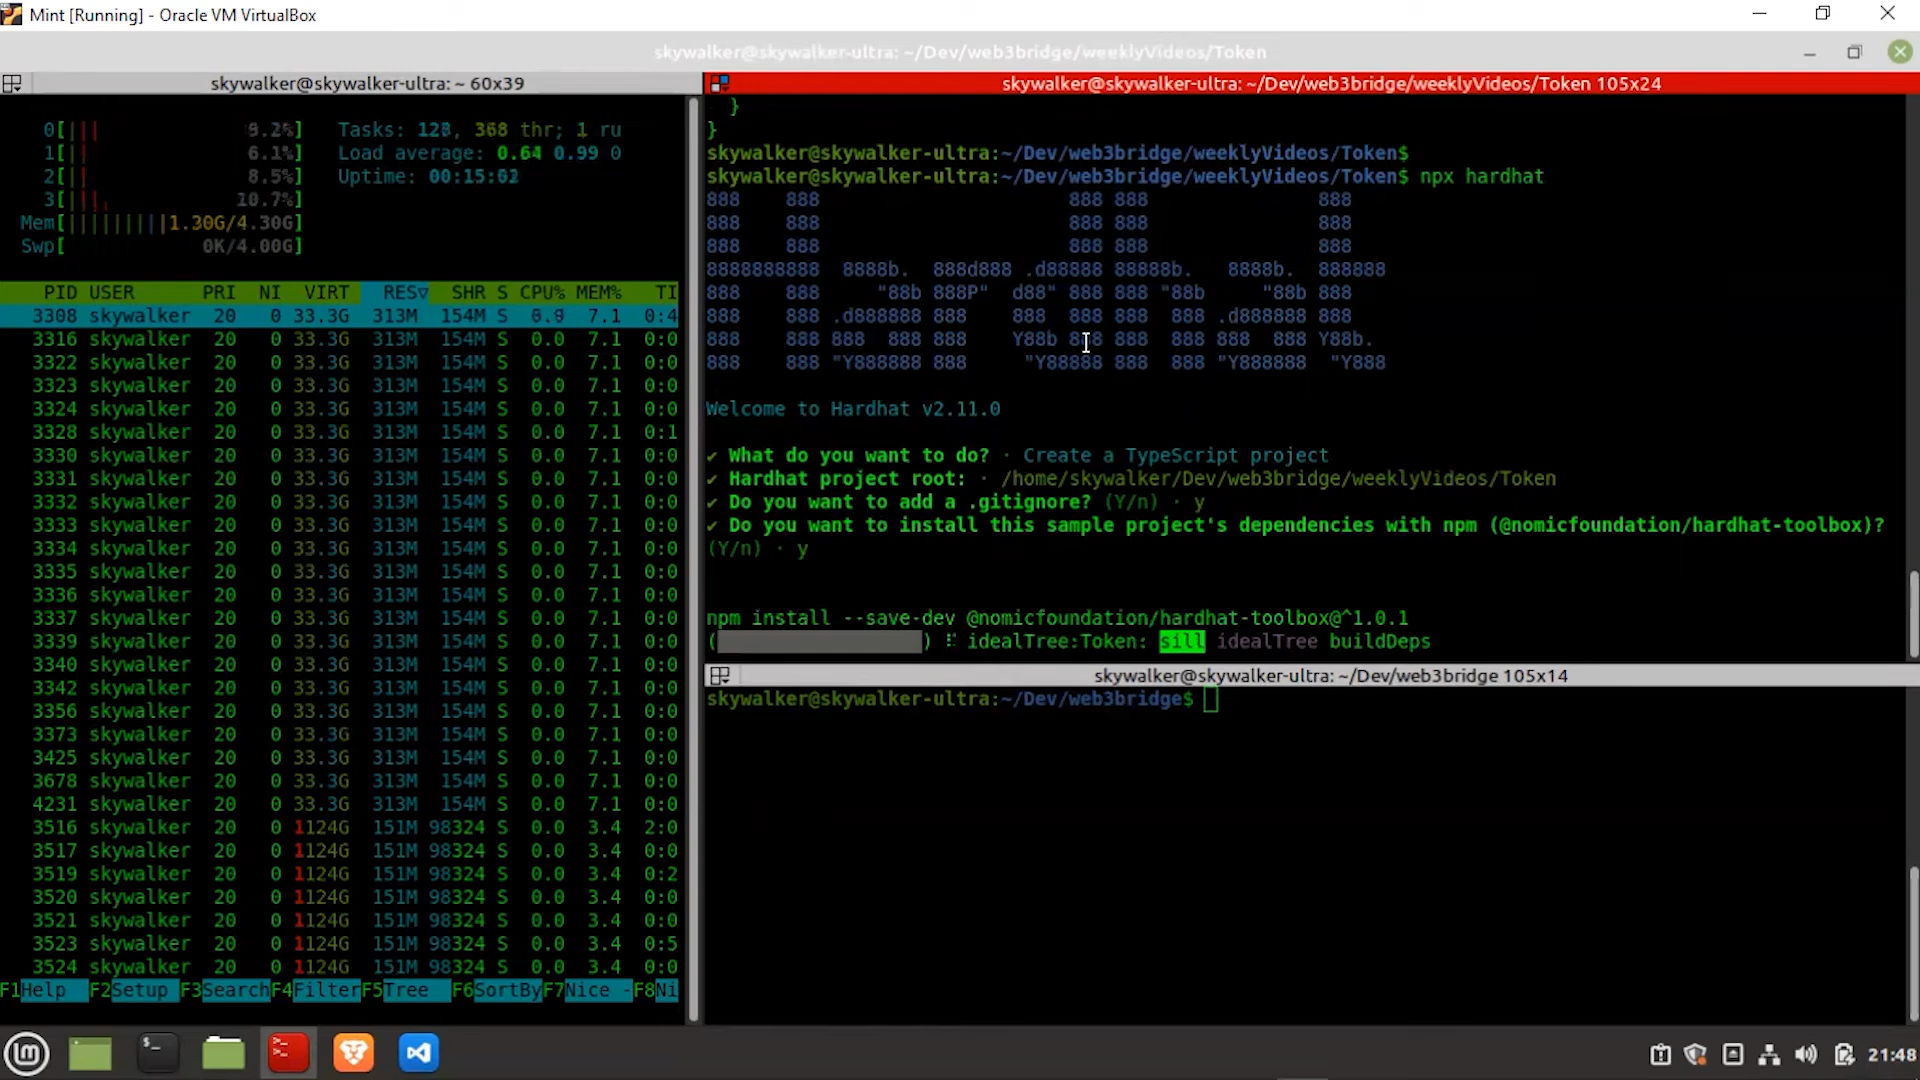 Mint [Running] - Oracle VM VirtualBox
skywalker@skywalker-ultra: ~/Dev/web3bridge/weeklyVideos/Token
skywalker@skywalker-ultra: ~ 60x39
0[||| 9.2%] Tasks: 128, 368 thr; 1 ru
1[|| 6.1%] Load average: 0.64 0.99 0
2[|| 8.5%] Uptime: 00:15:02
3[|||. 10.7%]
Mem[|||||||||1.30G/4.30G]
Swp[ 0K/4.00G]
PID USER PRI NI VIRT RES▽ SHR S CPU% MEM% TI
3308 skywalker 20 0 33.3G 313M 154M S 0.0 7.1 0:4
3316 skywalker 20 0 33.3G 313M 154M S 0.0 7.1 0:0
3322 skywalker 20 0 33.3G 313M 154M S 0.0 7.1 0:0
3323 skywalker 20 0 33.3G 313M 154M S 0.0 7.1 0:0
3324 skywalker 20 0 33.3G 313M 154M S 0.0 7.1 0:0
3328 skywalker 20 0 33.3G 313M 154M S 0.0 7.1 0:1
3330 skywalker 20 0 33.3G 313M 154M S 0.0 7.1 0:0
3331 skywalker 20 0 33.3G 313M 154M S 0.0 7.1 0:0
3332 skywalker 20 0 33.3G 313M 154M S 0.0 7.1 0:0
3333 skywalker 20 0 33.3G 313M 154M S 0.0 7.1 0:0
3334 skywalker 20 0 33.3G 313M 154M S 0.0 7.1 0:0
3335 skywalker 20 0 33.3G 313M 154M S 0.0 7.1 0:0
3336 skywalker 20 0 33.3G 313M 154M S 0.0 7.1 0:0
3337 skywalker 20 0 33.3G 313M 154M S 0.0 7.1 0:0
3339 skywalker 20 0 33.3G 313M 154M S 0.0 7.1 0:0
3340 skywalker 20 0 33.3G 313M 154M S 0.0 7.1 0:0
3342 skywalker 20 0 33.3G 313M 154M S 0.0 7.1 0:0
3356 skywalker 20 0 33.3G 313M 154M S 0.0 7.1 0:0
3373 skywalker 20 0 33.3G 313M 154M S 0.0 7.1 0:0
3425 skywalker 20 0 33.3G 313M 154M S 0.0 7.1 0:0
3678 skywalker 20 0 33.3G 313M 154M S 0.0 7.1 0:0
4231 skywalker 20 0 33.3G 313M 154M S 0.0 7.1 0:0
3516 skywalker 20 0 1124G 151M 98324 S 0.0 3.4 2:0
3517 skywalker 20 0 1124G 151M 98324 S 0.0 3.4 0:0
3519 skywalker 20 0 1124G 151M 98324 S 0.0 3.4 0:2
3520 skywalker 20 0 1124G 151M 98324 S 0.0 3.4 0:0
3521 skywalker 20 0 1124G 151M 98324 S 0.0 3.4 0:0
3523 skywalker 20 0 1124G 151M 98324 S 0.0 3.4 0:5
3524 skywalker 20 0 1124G 151M 98324 S 0.0 3.4 0:0
F1Help F2Setup F3SearchF4FilterF5Tree F6SortByF7Nice -F8Ni
skywalker@skywalker-ultra: ~/Dev/web3bridge/weeklyVideos/Token 105x24
}
}
skywalker@skywalker-ultra:~/Dev/web3bridge/weeklyVideos/Token$
skywalker@skywalker-ultra:~/Dev/web3bridge/weeklyVideos/Token$ npx hardhat
888    888                      888 888               888
888    888                      888 888               888
888    888                      888 888               888
8888888888  8888b.  888d888 .d88888 88888b.   8888b.  888888
888    888     "88b 888P"  d88" 888 888 "88b     "88b 888
888    888 .d888888 888    888  888 888  888 .d888888 888
888    888 888  888 888    Y88b 888 888  888 888  888 Y88b.
888    888 "Y888888 888     "Y88888 888  888 "Y888888  "Y888
Welcome to Hardhat v2.11.0
✔ What do you want to do? · Create a TypeScript project
✔ Hardhat project root: · /home/skywalker/Dev/web3bridge/weeklyVideos/Token
✔ Do you want to add a .gitignore? (Y/n) · y
✔ Do you want to install this sample project's dependencies with npm (@nomicfoundation/hardhat-toolbox)?
(Y/n) · y
npm install --save-dev @nomicfoundation/hardhat-toolbox@^1.0.1
( ) ⠏ idealTree:Token: sill idealTree buildDeps
skywalker@skywalker-ultra: ~/Dev/web3bridge 105x14
skywalker@skywalker-ultra:~/Dev/web3bridge$
21:48